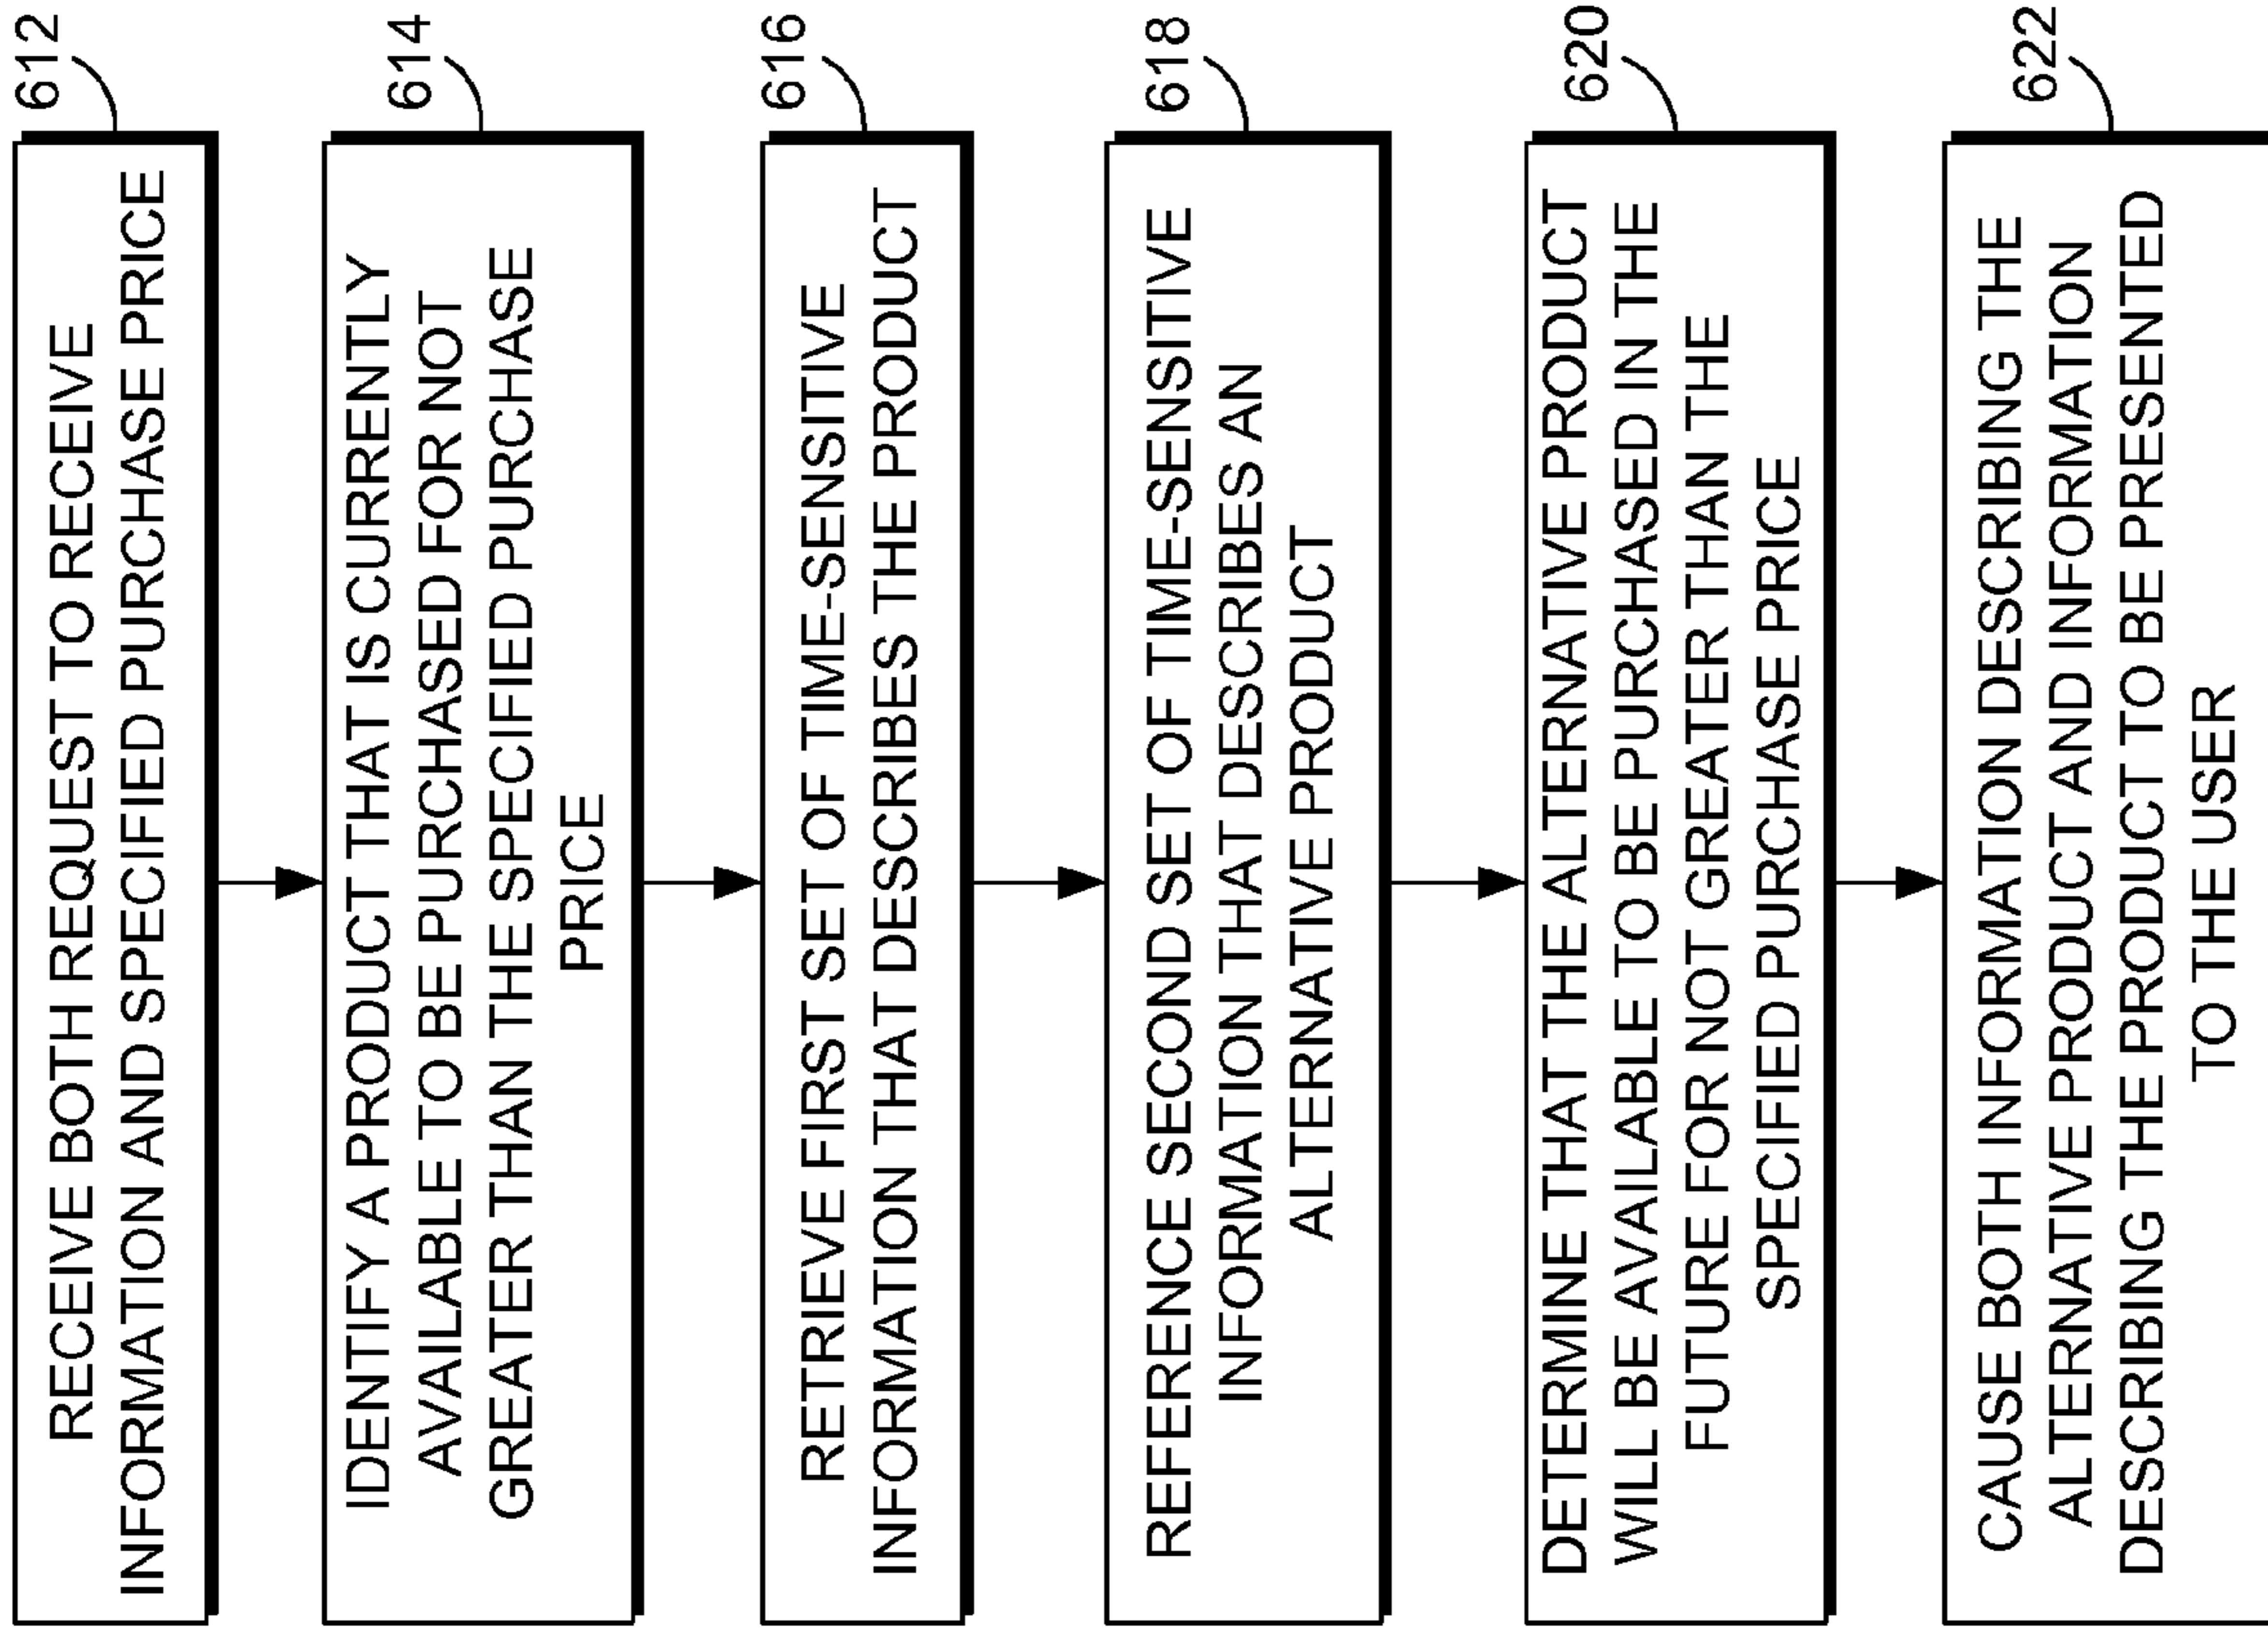 612
RECEIVE BOTH REQUEST TO RECEIVE
INFORMATION AND SPECIFIED PURCHASE PRICE
614
IDENTIFY A PRODUCT THAT IS CURRENTLY
AVAILABLE TO BE PURCHASED FOR NOT
GREATER THAN THE SPECIFIED PURCHASE
PRICE
616
RETRIEVE FIRST SET OF TIME-SENSITIVE
INFORMATION THAT DESCRIBES THE PRODUCT
618
REFERENCE SECOND SET OF TIME-SENSITIVE
INFORMATION THAT DESCRIBES AN
ALTERNATIVE PRODUCT
620
DETERMINE THAT THE ALTERNATIVE PRODUCT
WILL BE AVAILABLE TO BE PURCHASED IN THE
FUTURE FOR NOT GREATER THAN THE
SPECIFIED PURCHASE PRICE
622
CAUSE BOTH INFORMATION DESCRIBING THE
ALTERNATIVE PRODUCT AND INFORMATION
DESCRIBING THE PRODUCT TO BE PRESENTED
TO THE USER